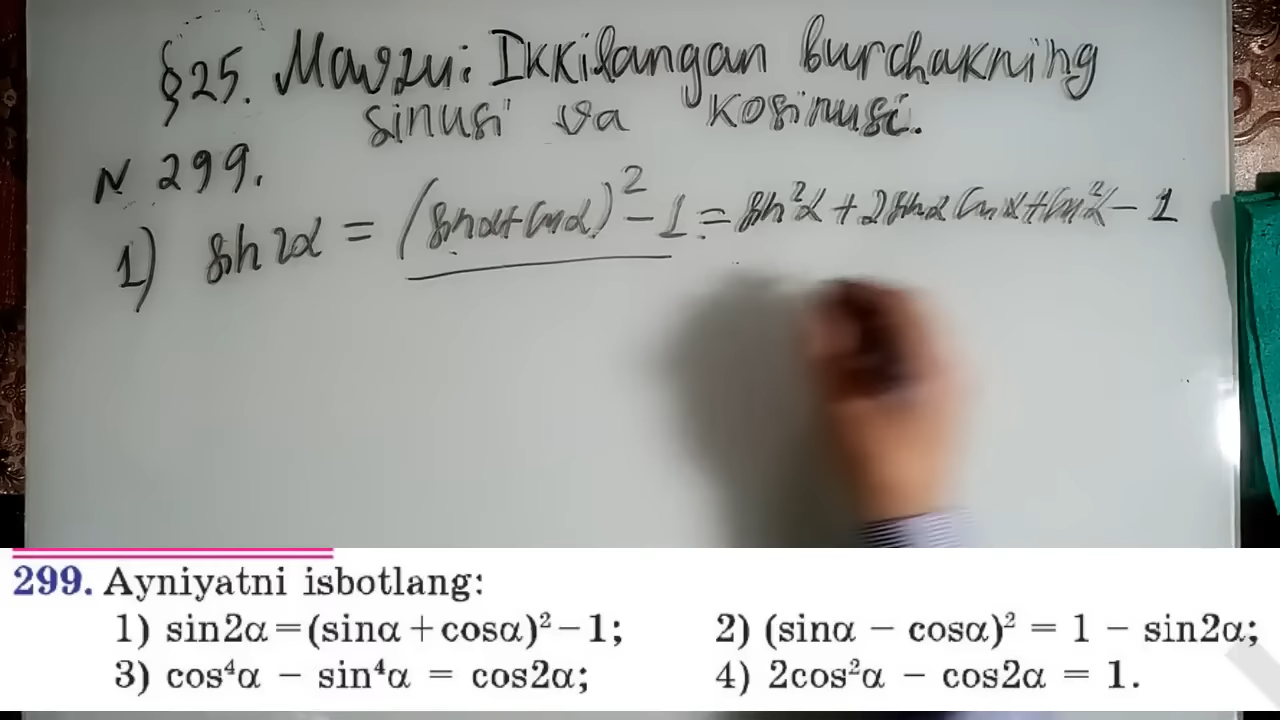 §25. Mavzu: Ikkilangan burchakning
sinusi va kosinusi.
N 299.
1) sin2α = (sinα+cosα)² - 1 = sin²α + 2sinα cosα + cos²α - 1
299. Ayniyatni isbotlang:
1) sin2α=(sinα+cosα)²-1; 2) (sinα - cosα)² = 1 - sin2α;
3) cos⁴α - sin⁴α = cos2α; 4) 2cos²α - cos2α = 1.